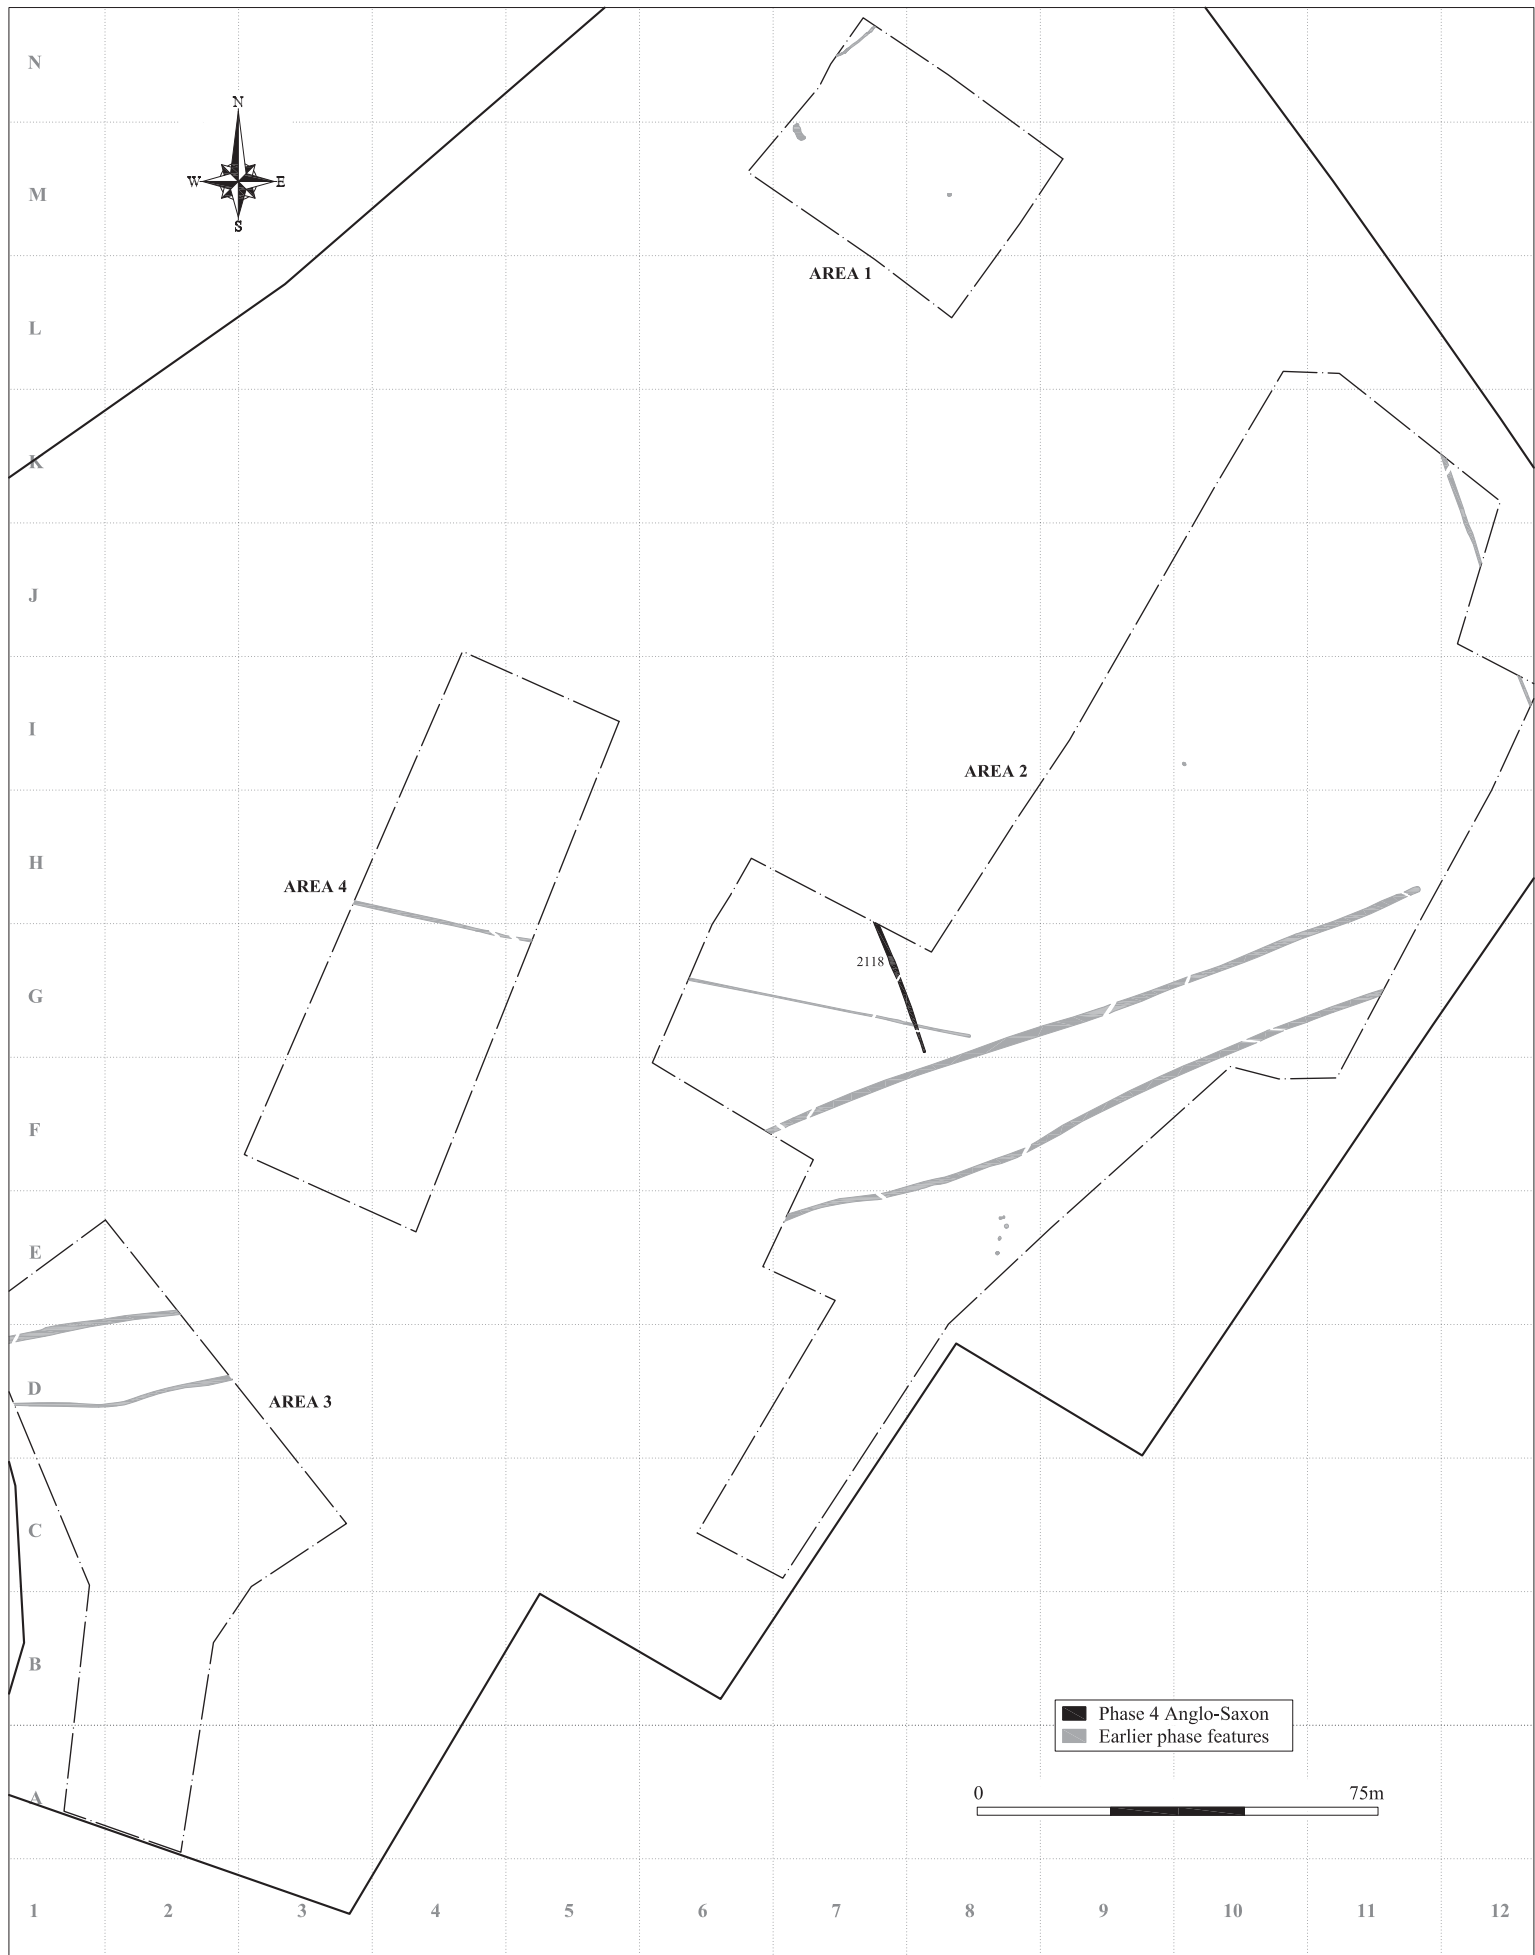 N
N
M
W E
S
AREA 1
L
K
J
I
AREA 2
H
AREA 4
2118
G
F
E
D
AREA 3
C
B
Phase 4 Anglo-Saxon
Earlier phase features
0 75m
A
1 2 3 4 5 6 7 8 9 10 11 12